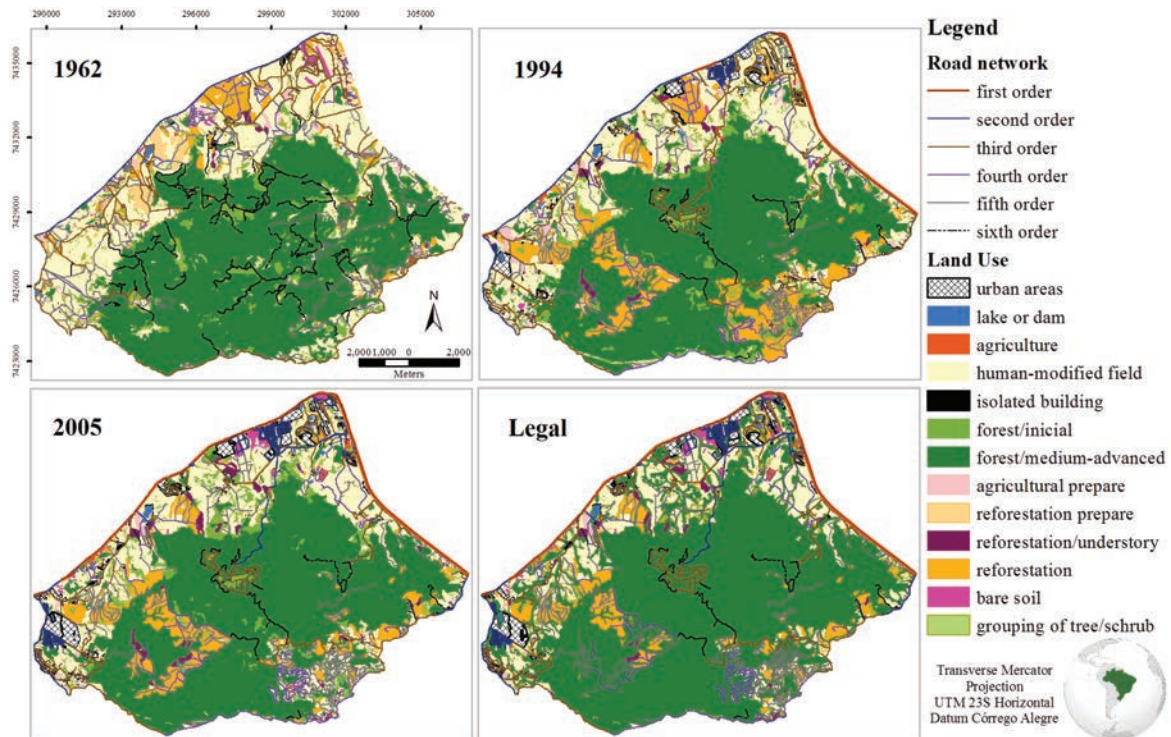 290000 293000 296000 299000 302000 305000
7435000
7432000
7429000
7426000
7423000
1962
N
2,000 1,000 0 2,000
Meters
1994
2005
Legal
Legend
Road network
first order
second order
third order
fourth order
fifth order
sixth order
Land Use
urban areas
lake or dam
agriculture
human-modified field
isolated building
forest/inicial
forest/medium-advanced
agricultural prepare
reforestation prepare
reforestation/understory
reforestation
bare soil
grouping of tree/schrub
Transverse Mercator
Projection
UTM 23S Horizontal
Datum Córrego Alegre